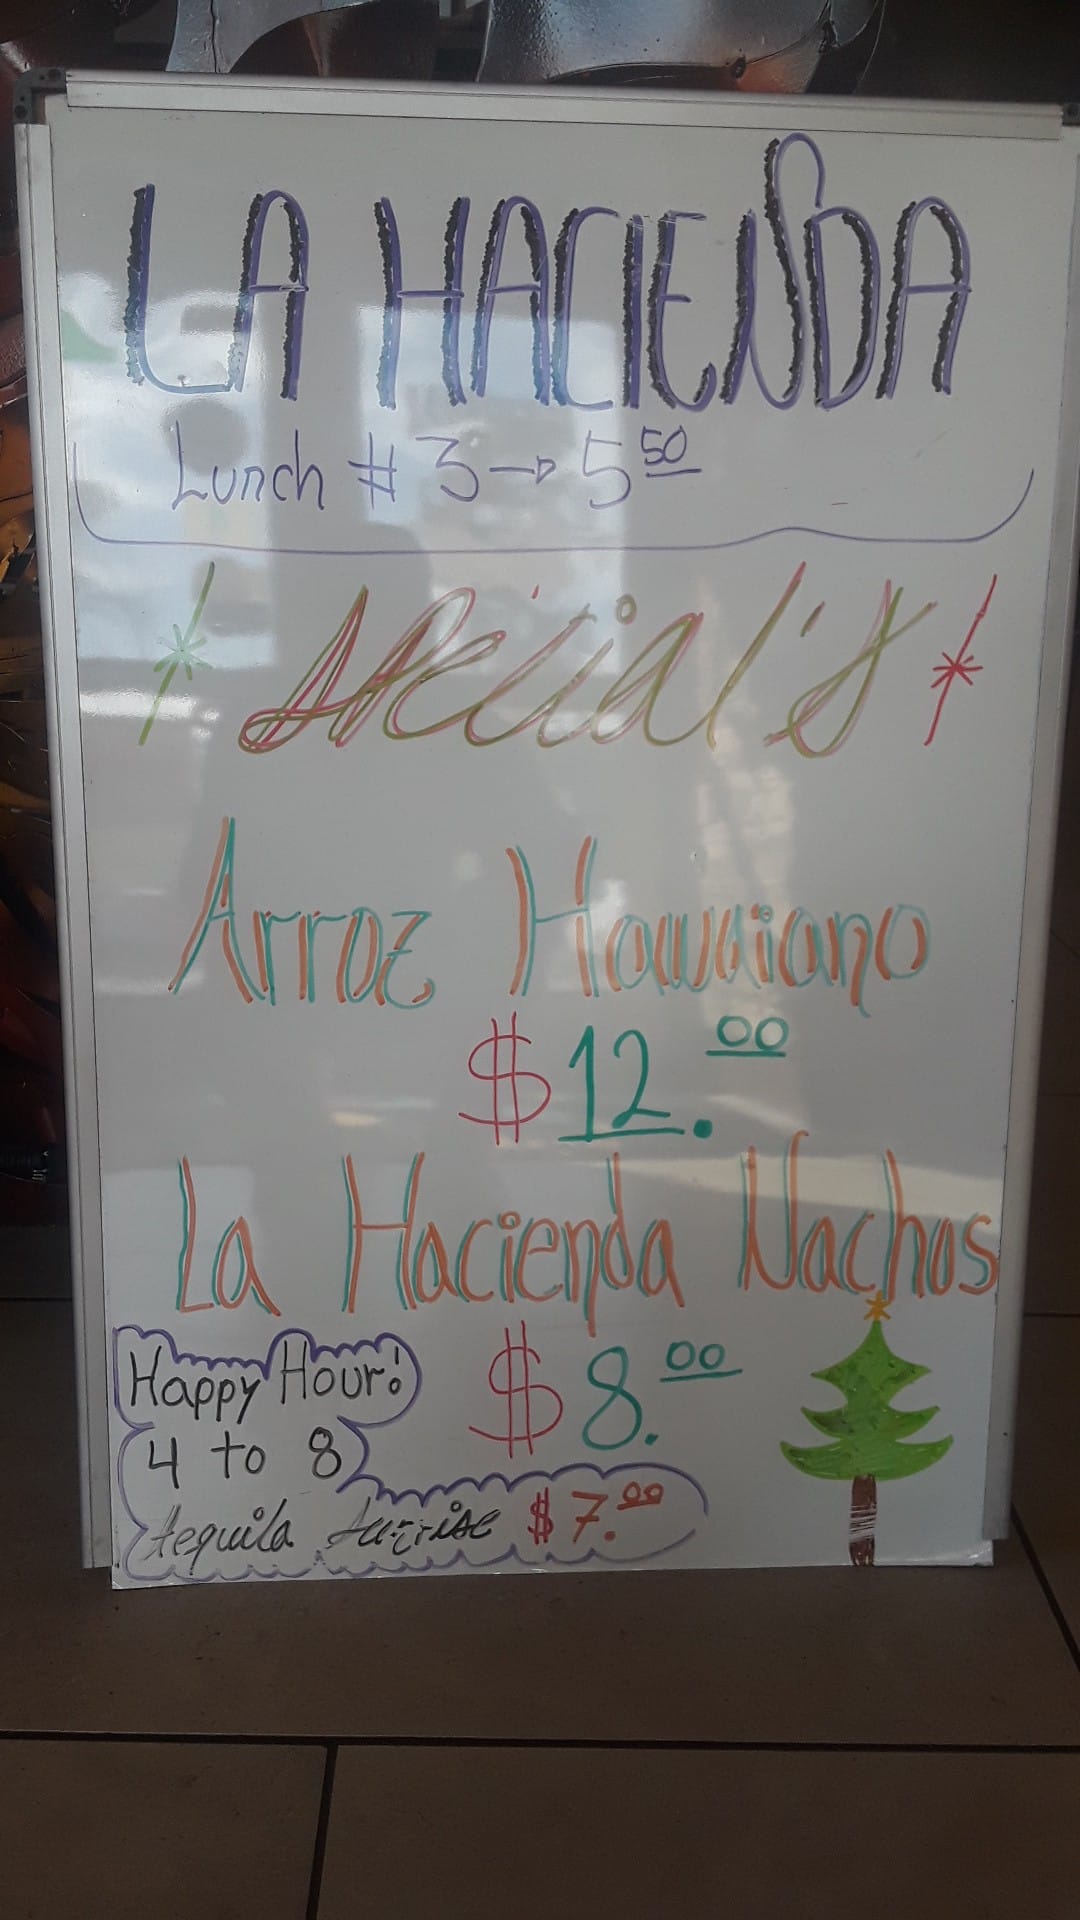 LA HACIENDA
Lunch # 3 → 5 50
* Special's *
Arroz Hawaiano
$ 12. 00
La Hacienda Nachos
$ 8. 00
Happy Hour!
4 to 8
tequila sunrise $ 7. 00